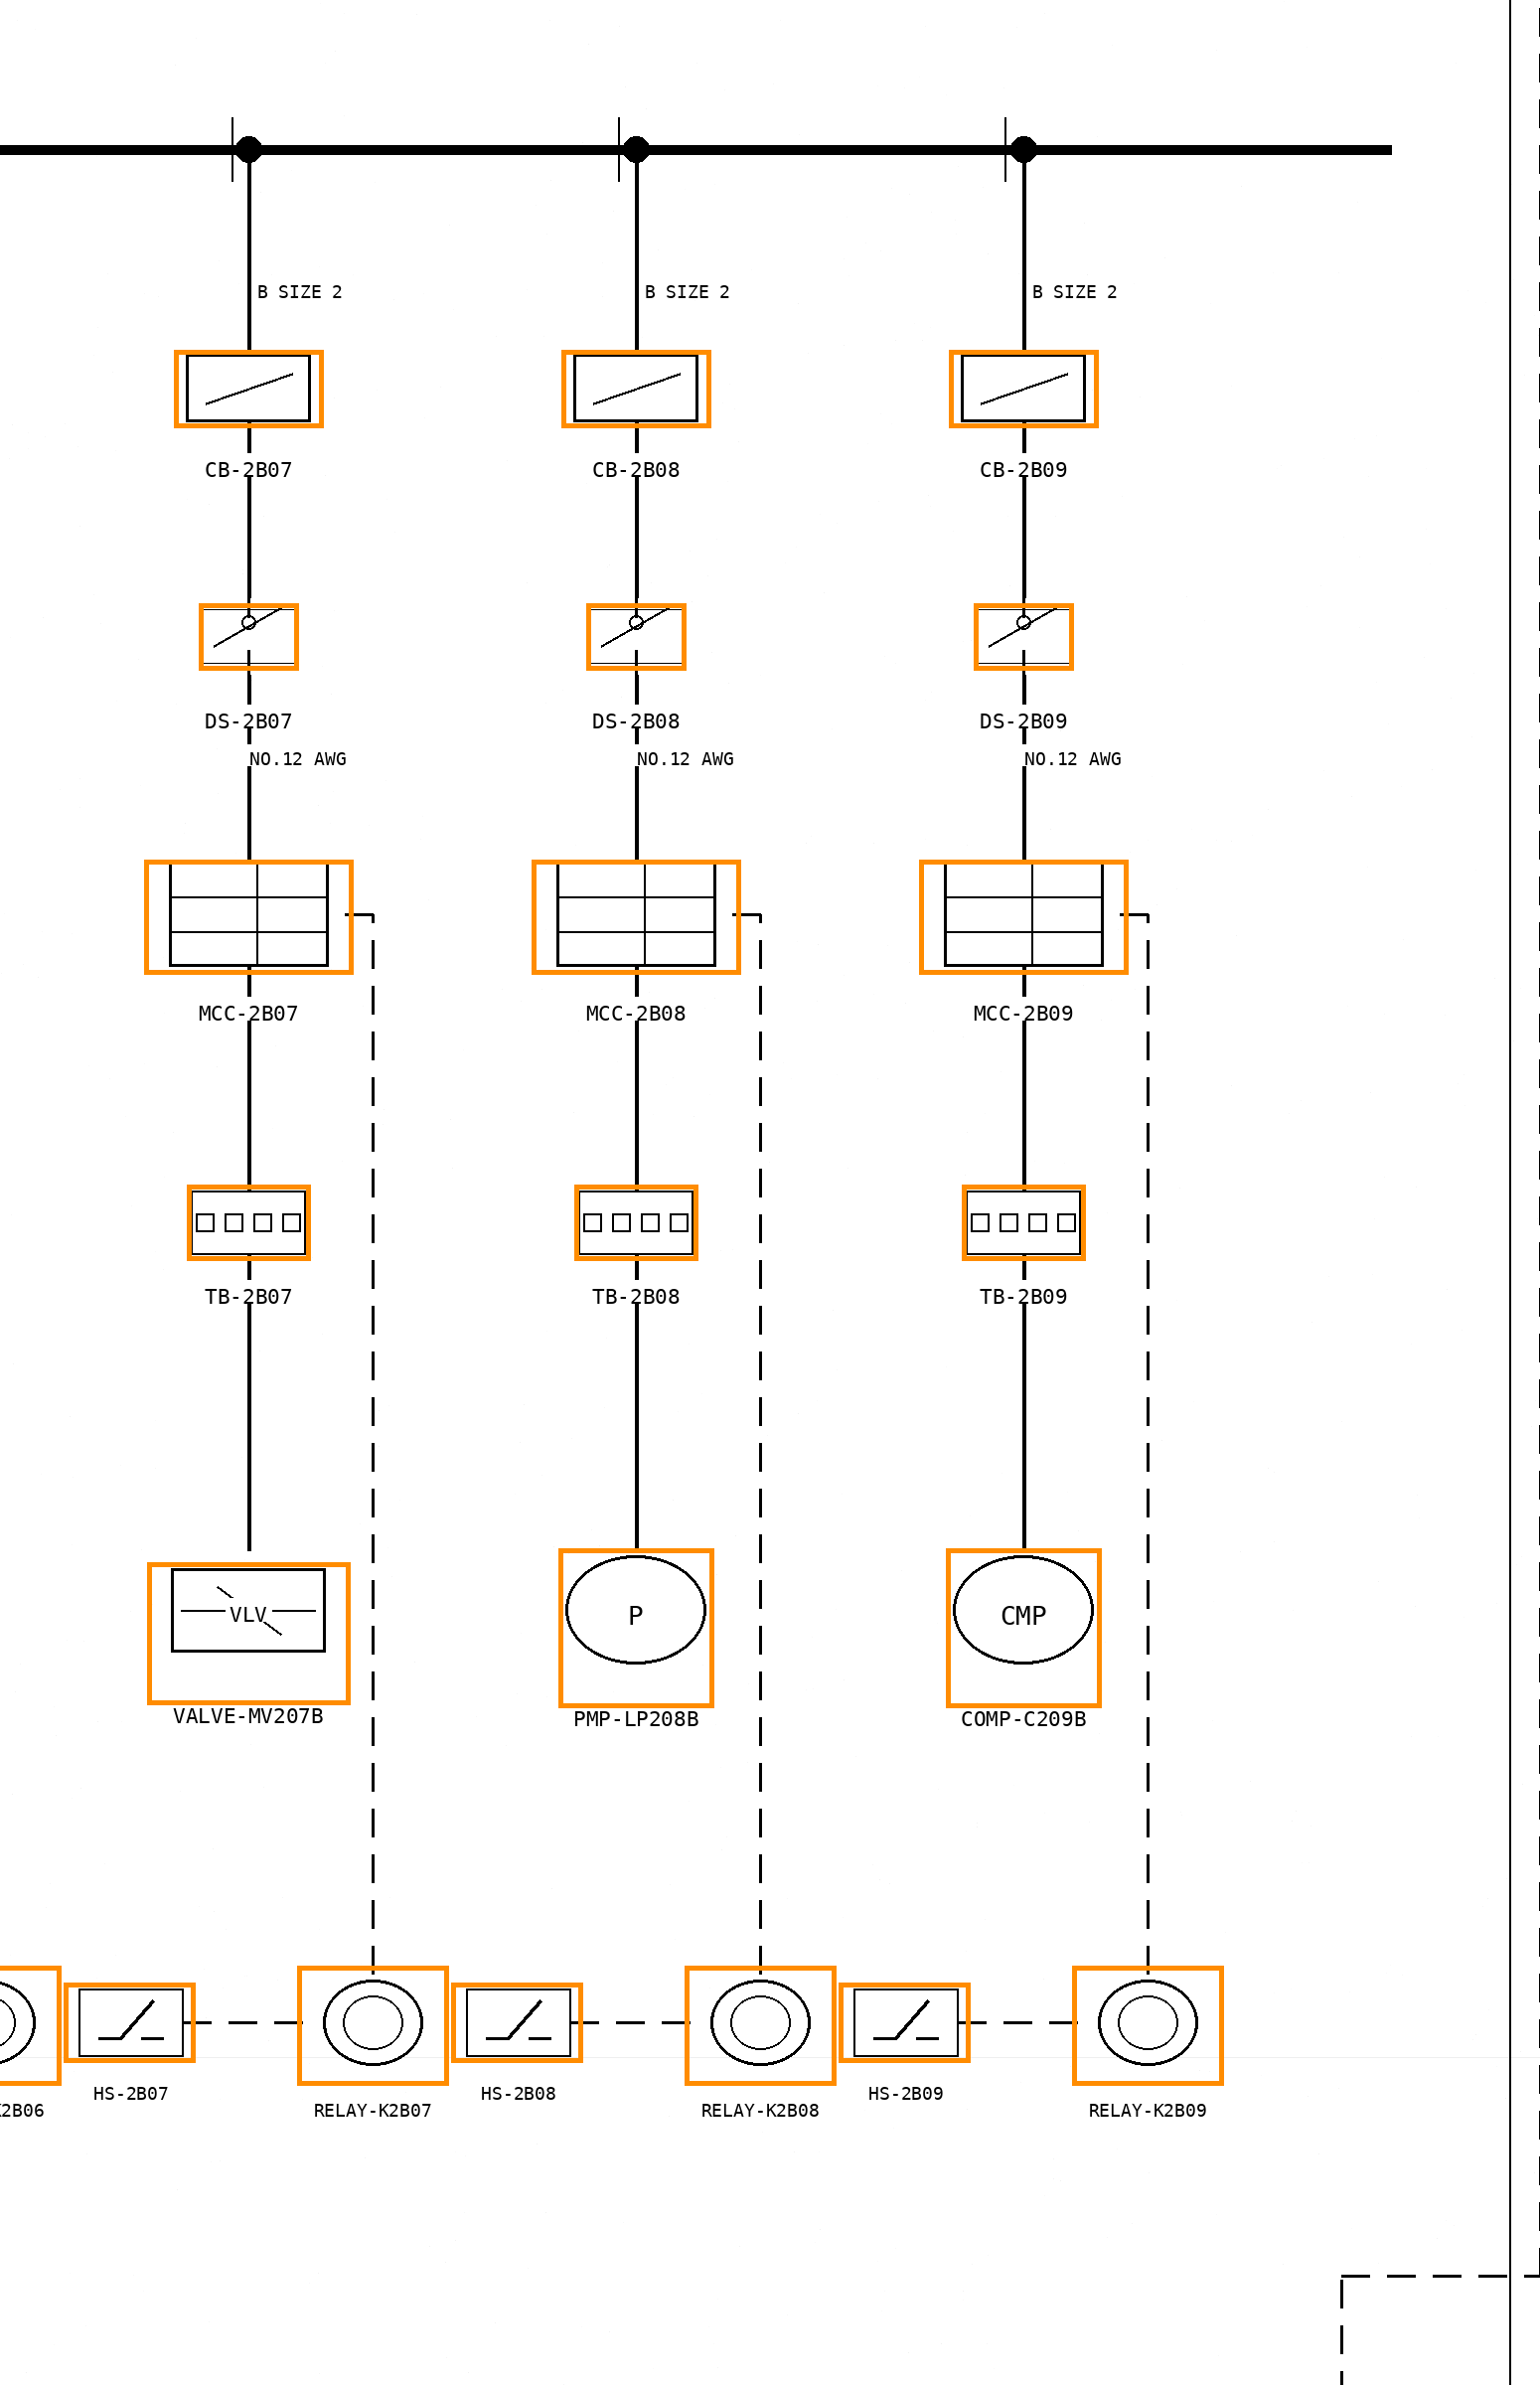 B SIZE 2 B SIZE 2 B SIZE 2
CB-2B07 CB-2B08 CB-2B09
DS-2B07 DS-2B08 DS-2B09
NO.12 AWG NO.12 AWG NO.12 AWG
MCC-2B07 MCC-2B08 MCC-2B09
TB-2B07 TB-2B08 TB-2B09
VLV P CMP
VALVE-MV207B PMP-LP208B COMP-C209B
HS-2B07 HS-2B08 HS-2B09
2B06 RELAY-K2B07 RELAY-K2B08 RELAY-K2B09